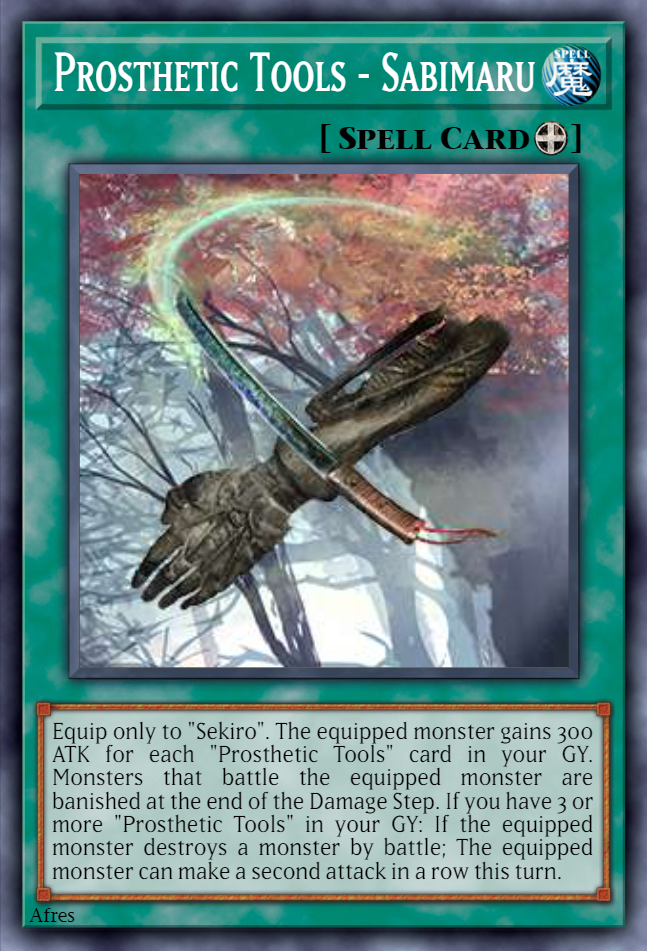 Prosthetic Tools - Sabimaru
SPELL
魔
[ Spell Card ]
Equip only to "Sekiro". The equipped monster gains 300
ATK for each "Prosthetic Tools" card in your GY.
Monsters that battle the equipped monster are
banished at the end of the Damage Step. If you have 3 or
more "Prosthetic Tools" in your GY: If the equipped
monster destroys a monster by battle; The equipped
monster can make a second attack in a row this turn.
Afres